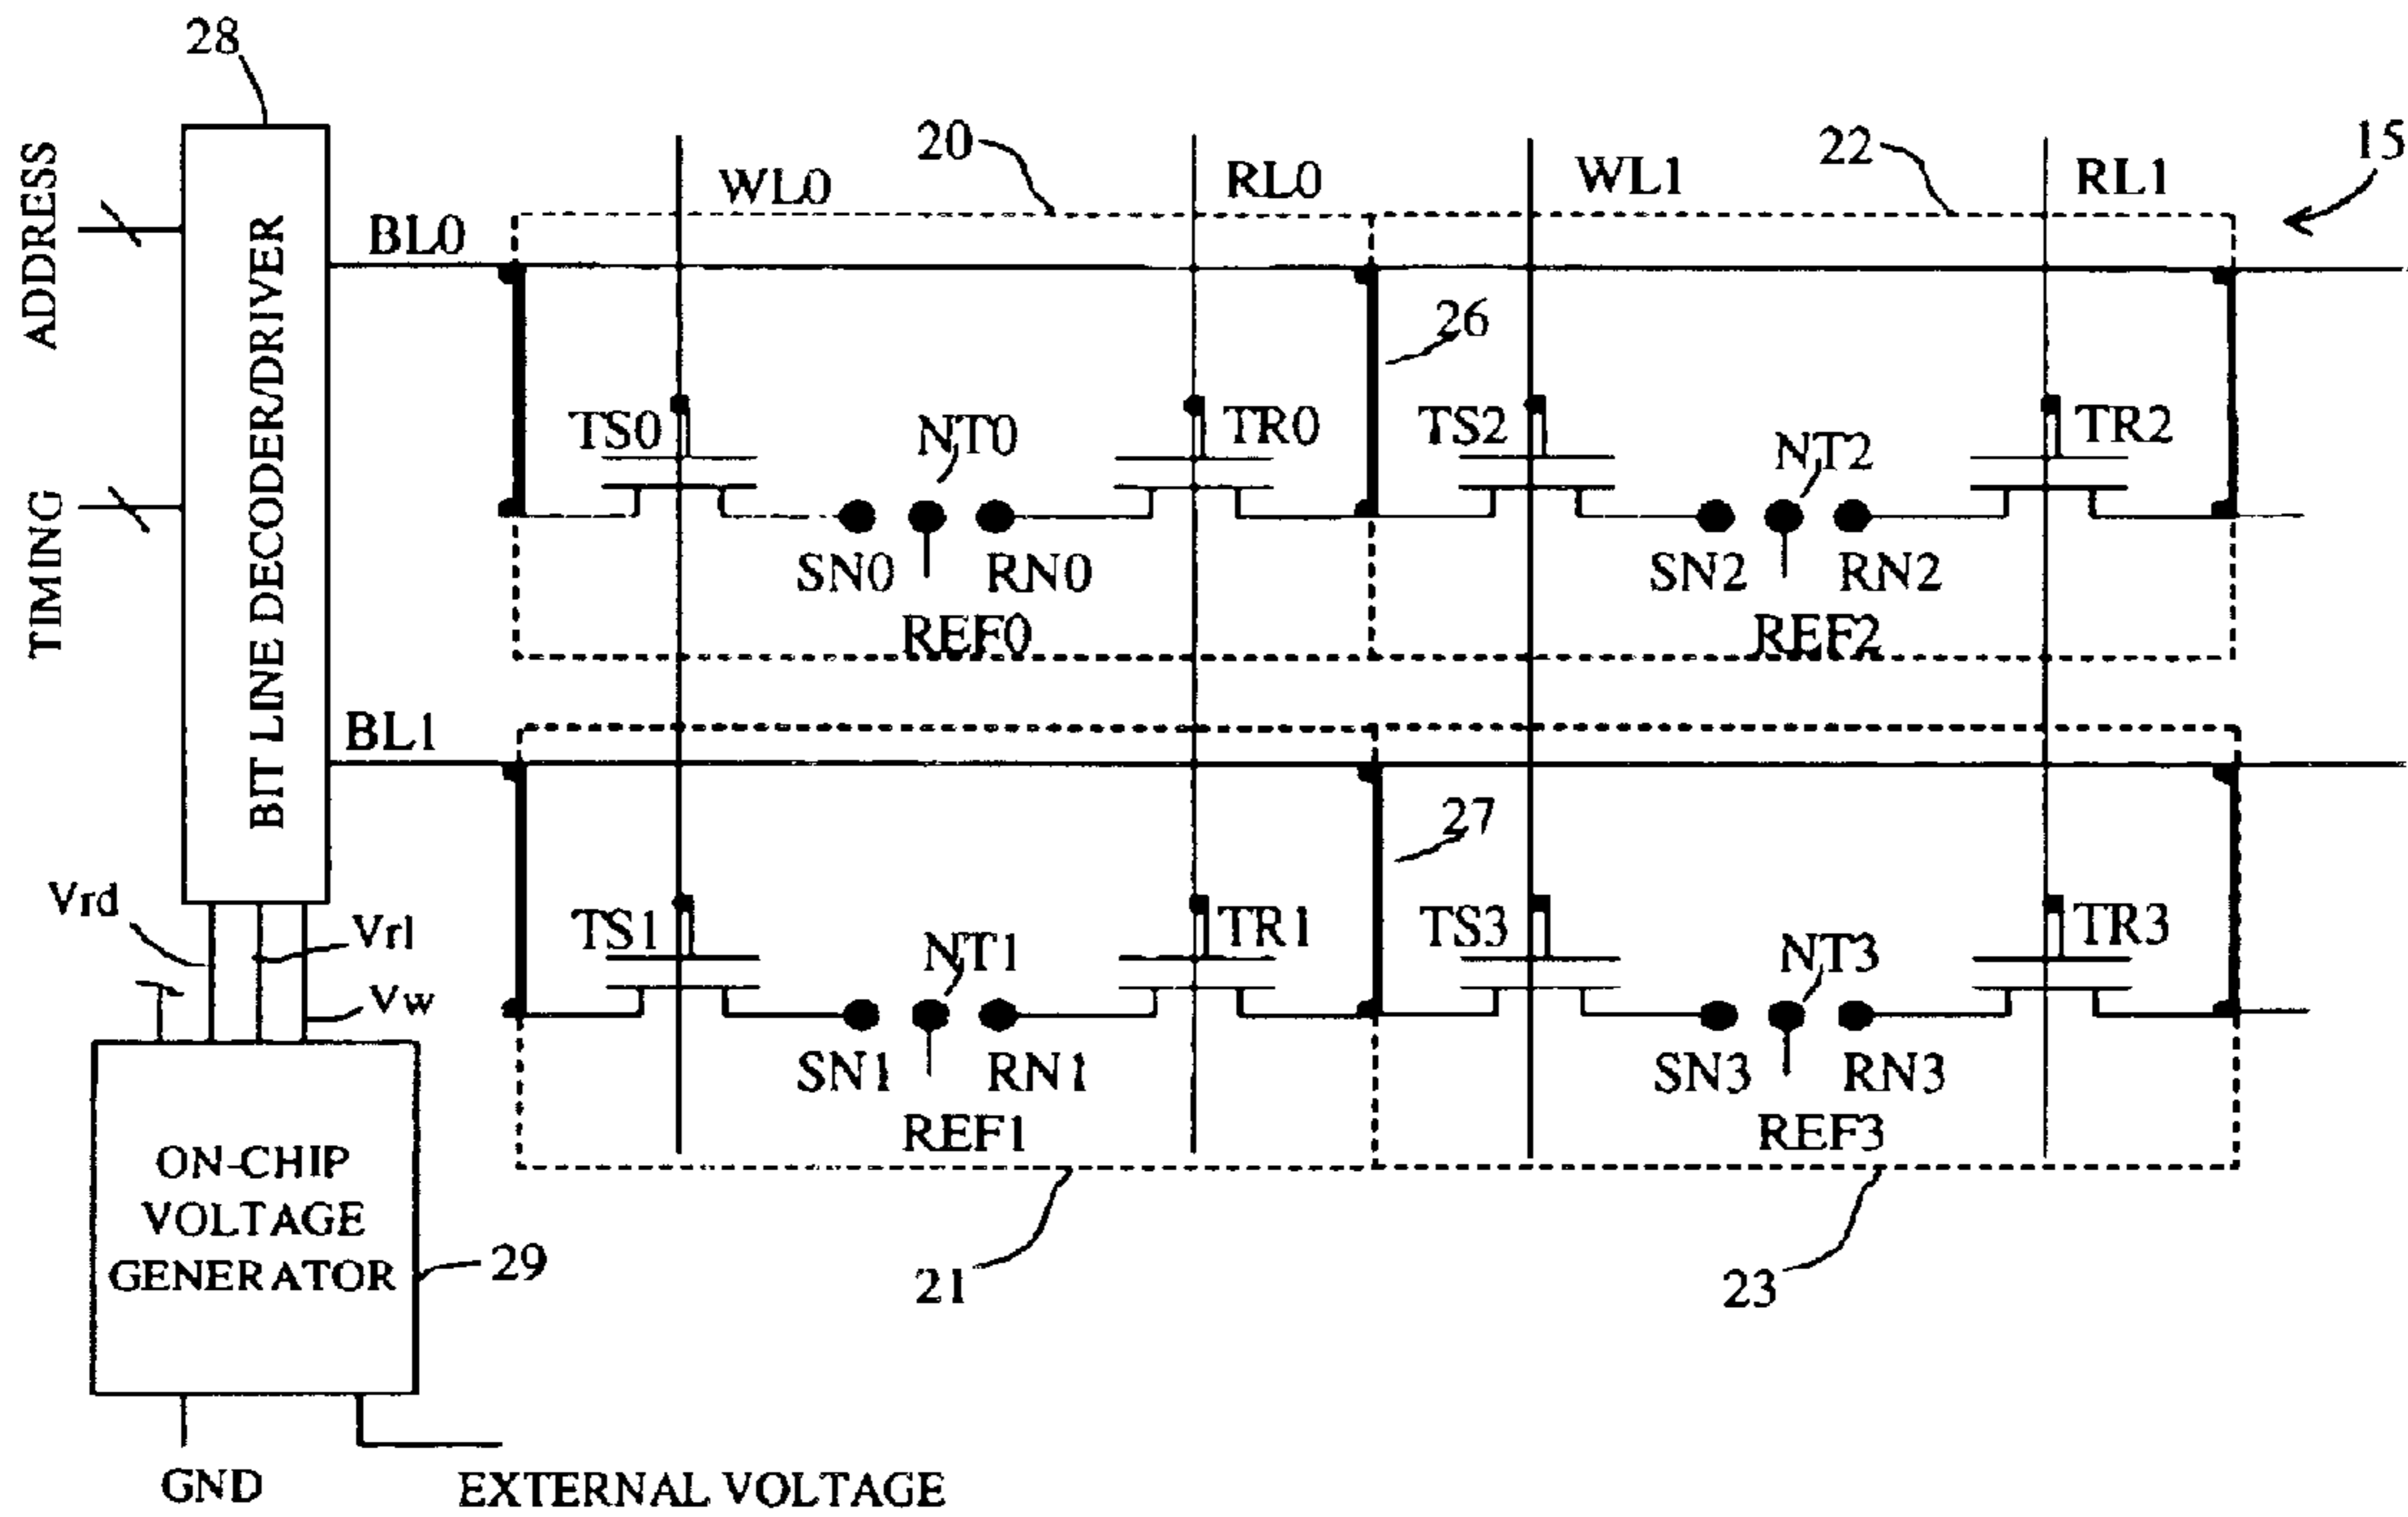 28
20
22
15
WL0
RL0
WL1
RL1
ADDRESS
BL0
BIT LINE DECODER/DRIVER
26
TS0
NT0
TR0
TS2
NT2
TR2
TIMING
SN0
RN0
SN2
RN2
REF0
REF2
BL1
27
Vrd
Vrl
Vw
TS1
NT1
TR1
TS3
NT3
TR3
SN1
RN1
SN3
RN3
REF1
REF3
ON-CHIP
VOLTAGE
GENERATOR
29
21
23
GND
EXTERNAL VOLTAGE